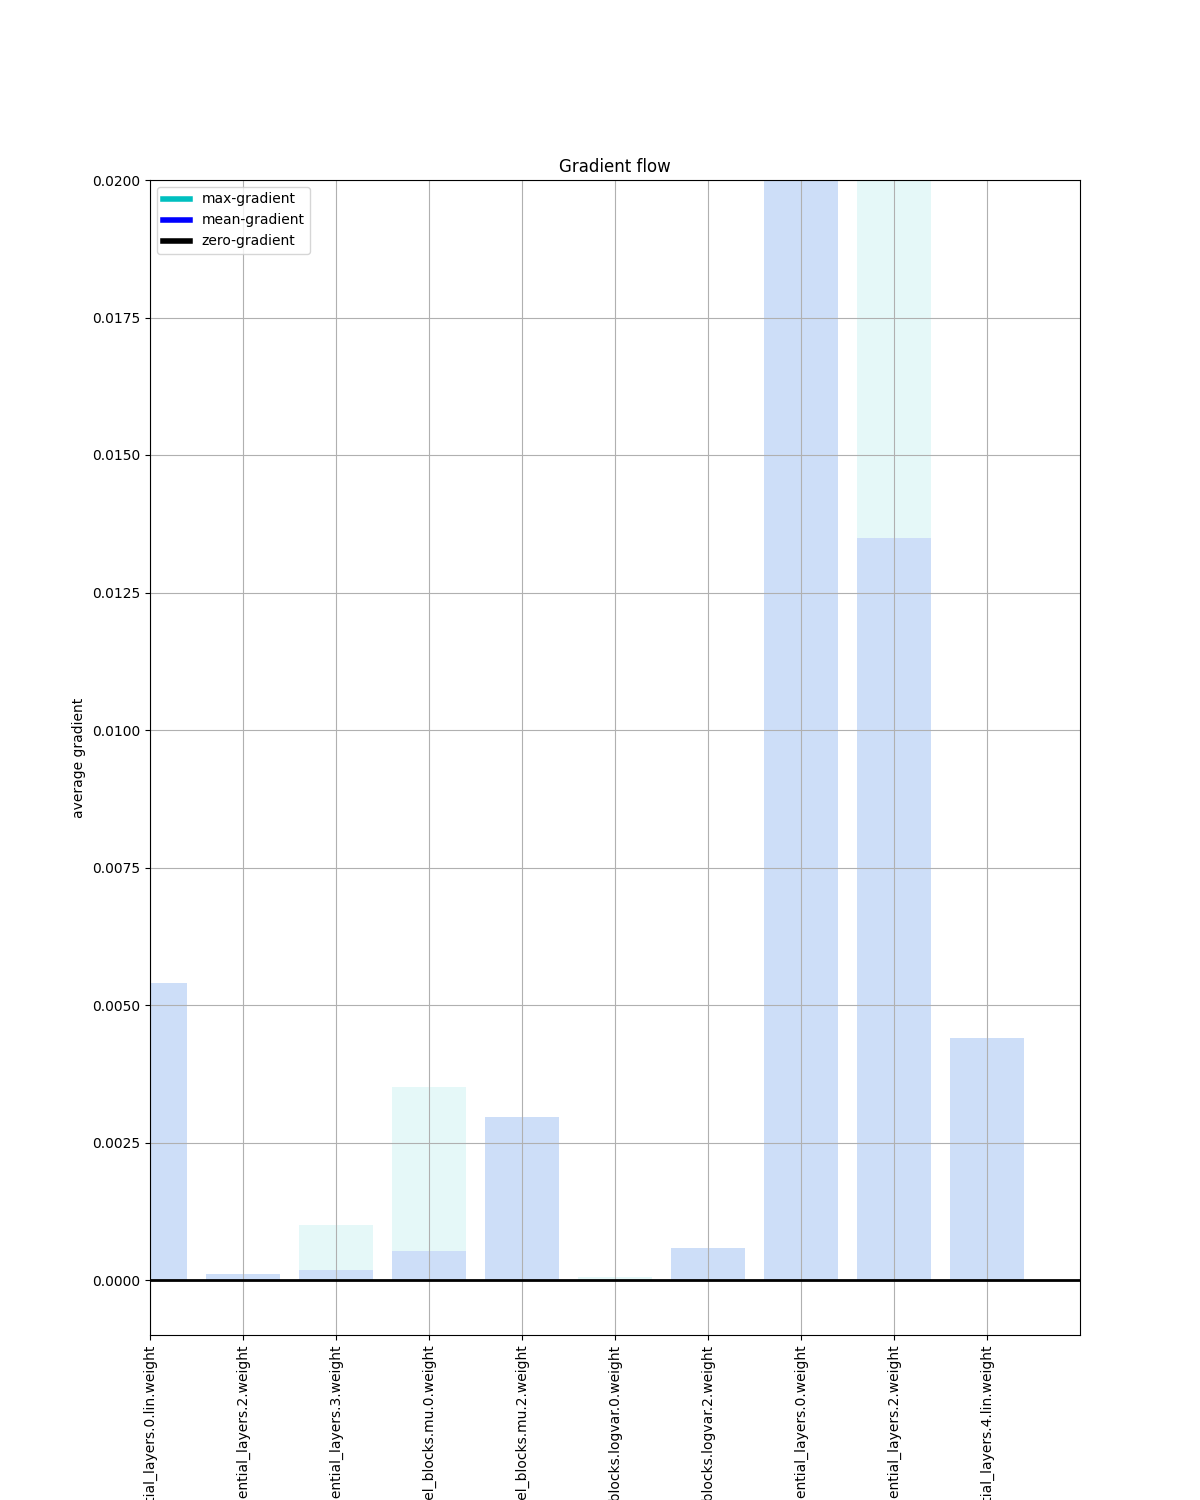 Gradient flow
max-gradient
mean-gradient
zero-gradient
0.0200
0.0175
0.0150
0.0125
0.0100
0.0075
0.0050
0.0025
0.0000
average gradient
tial_layers.0.lin.weight
ential_layers.2.weight
ential_layers.3.weight
el_blocks.mu.0.weight
el_blocks.mu.2.weight
blocks.logvar.0.weight
blocks.logvar.2.weight
ential_layers.0.weight
ential_layers.2.weight
tial_layers.4.lin.weight